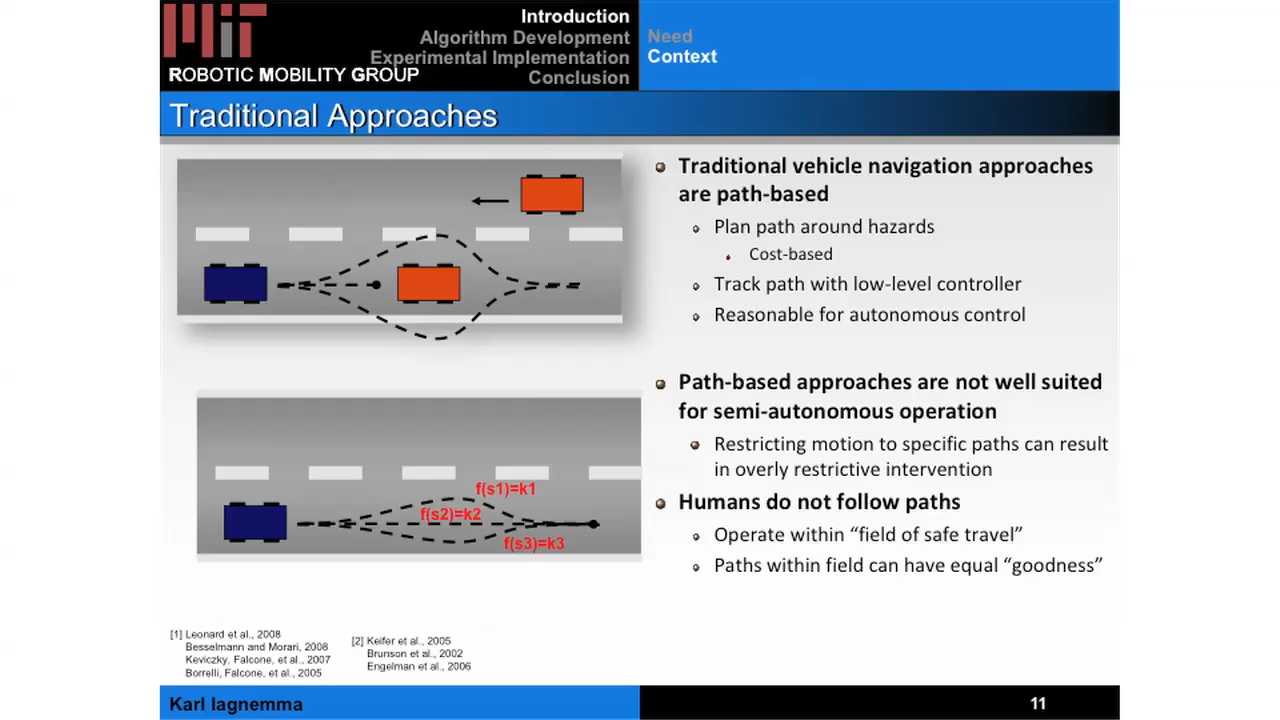 MIT
ROBOTIC MOBILITY GROUP
Introduction
Algorithm Development
Experimental Implementation
Conclusion
Need
Context
Traditional Approaches
Traditional vehicle navigation approaches
are path-based
Plan path around hazards
Cost-based
Track path with low-level controller
Reasonable for autonomous control
Path-based approaches are not well suited
for semi-autonomous operation
Restricting motion to specific paths can result
in overly restrictive intervention
Humans do not follow paths
Operate within “field of safe travel”
Paths within field can have equal “goodness”
f(s1)=k1
f(s2)=k2
f(s3)=k3
[1] Leonard et al., 2008
Besselmann and Morari, 2008
Keviczky, Falcone, et al., 2007
Borrelli, Falcone, et al., 2005
[2] Keifer et al., 2005
Brunson et al., 2002
Engelman et al., 2006
Karl Iagnemma
11